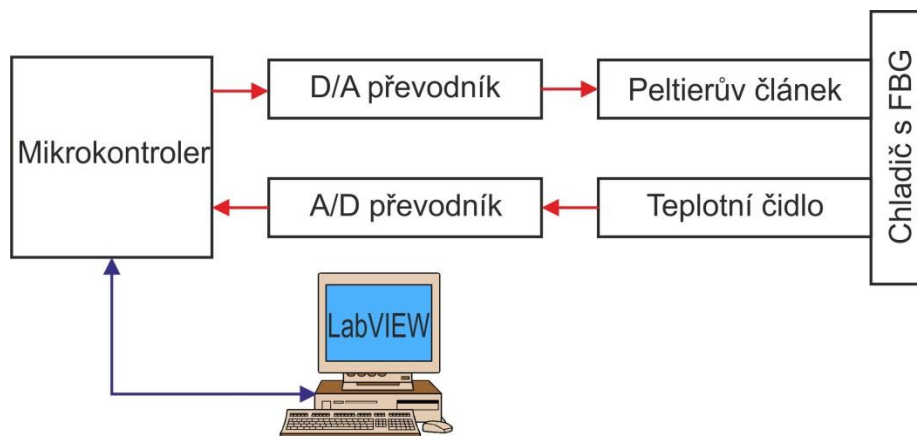 D/A převodník
Peltierův článek
Mikrokontroler
A/D převodník
Teplotní čidlo
Chladič s FBG
LabVIEW